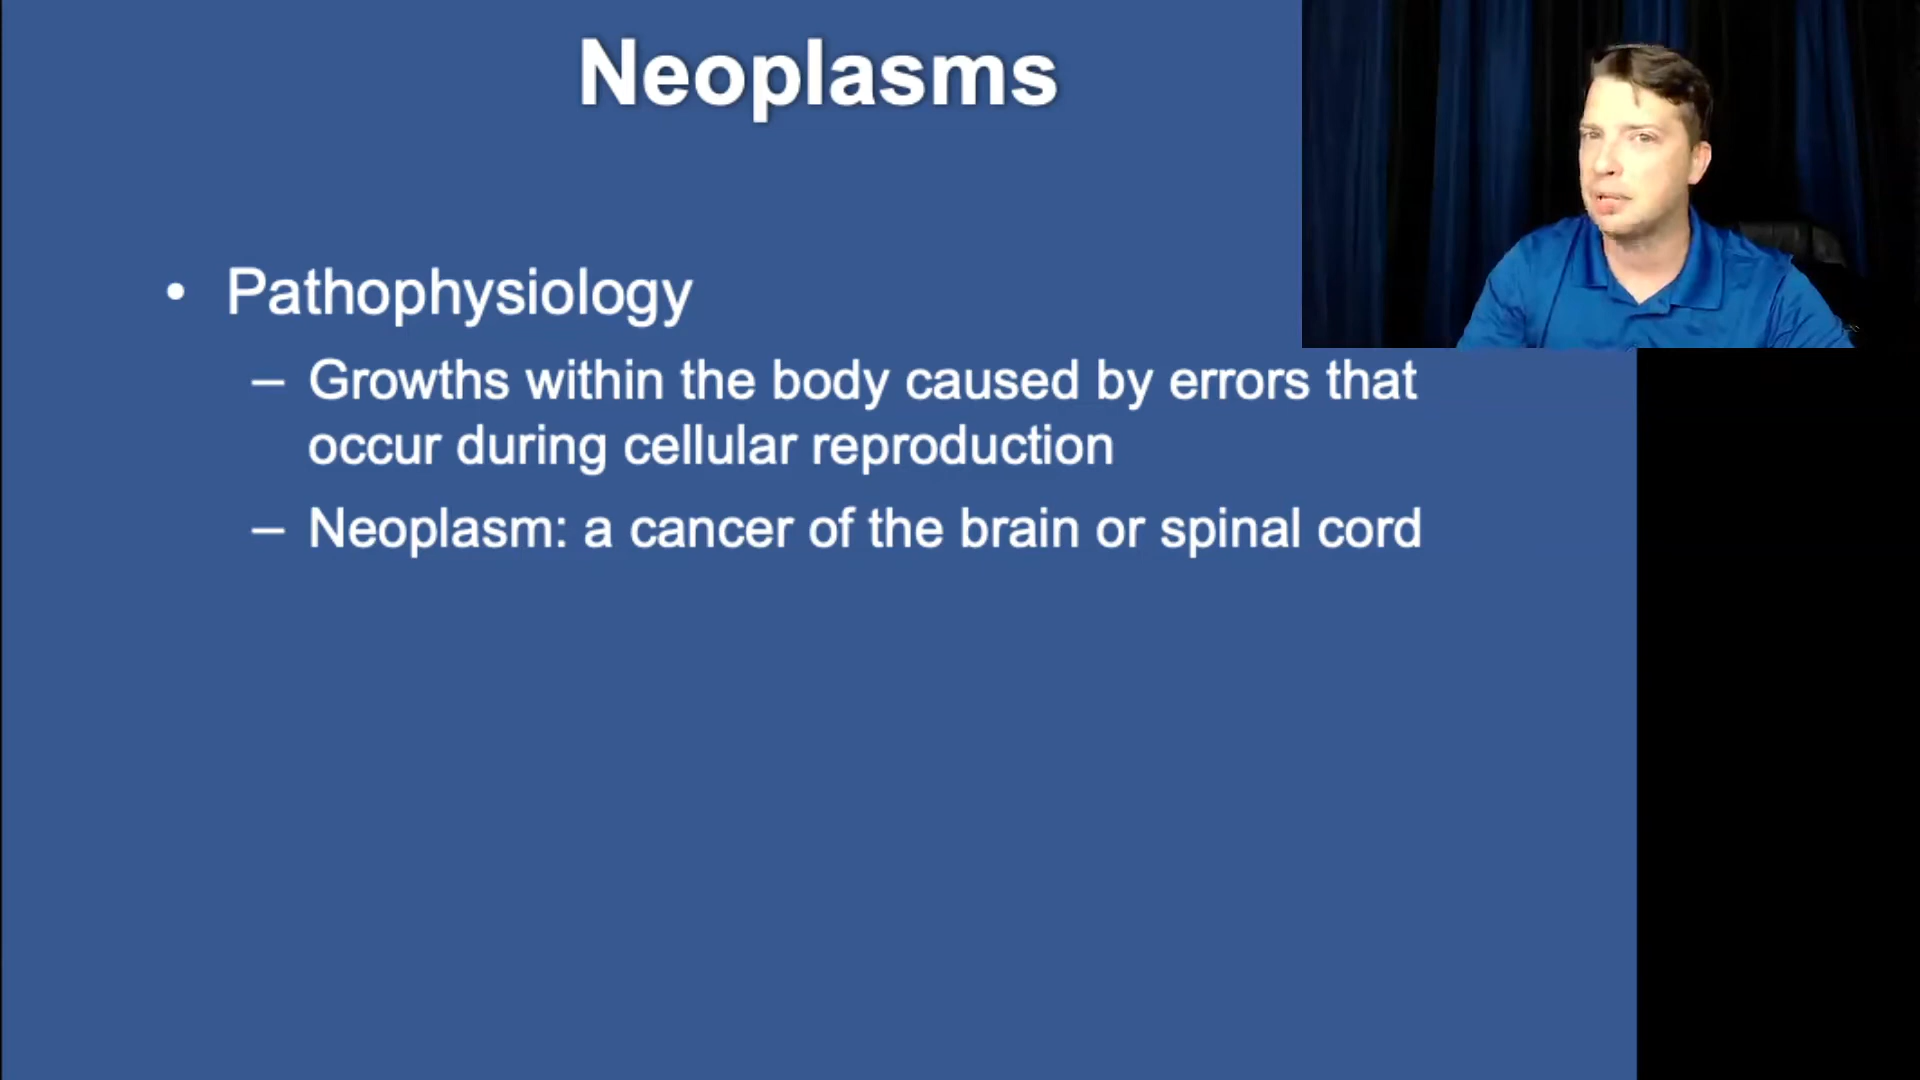 Neoplasms
• Pathophysiology
– Growths within the body caused by errors that
occur during cellular reproduction
– Neoplasm: a cancer of the brain or spinal cord